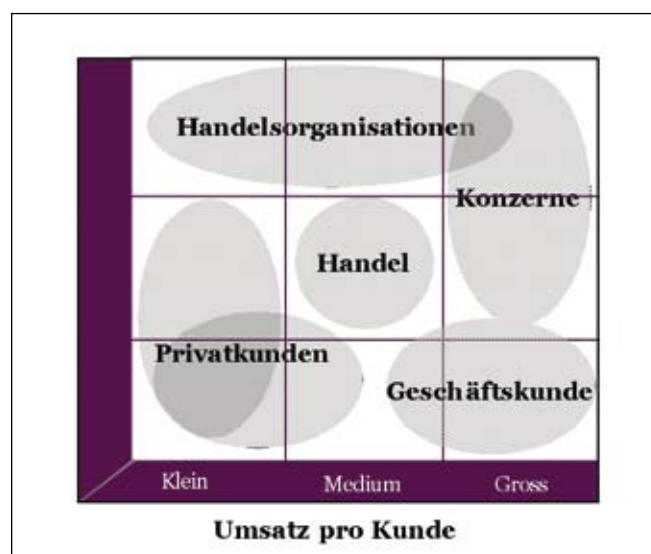 Handelsorganisationen
Konzerne
Handel
Privatkunden
Geschäftskunde
Klein Medium Gross
Umsatz pro Kunde